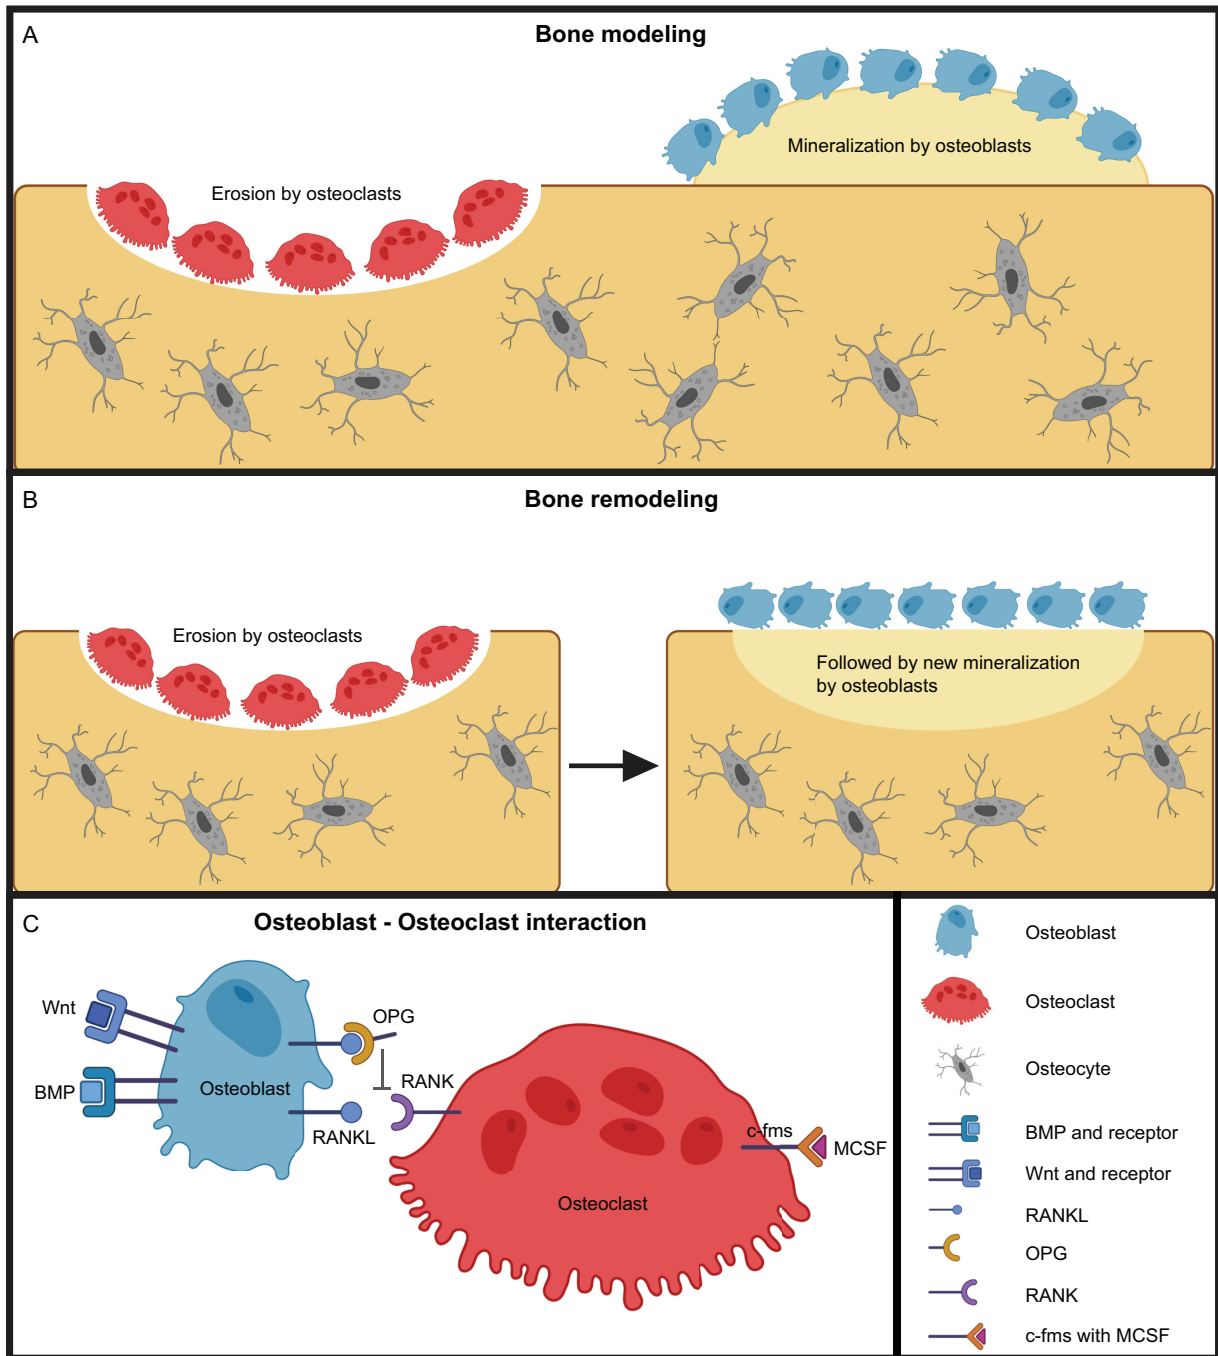 A
Bone modeling
Mineralization by osteoblasts
Erosion by osteoclasts
B
Bone remodeling
Erosion by osteoclasts
Followed by new mineralization
by osteoblasts
C
Osteoblast - Osteoclast interaction
Wnt
OPG
BMP
Osteoblast
RANK
RANKL
c-fms
MCSF
Osteoclast
Osteoblast
Osteoclast
Osteocyte
BMP and receptor
Wnt and receptor
RANKL
OPG
RANK
c-fms with MCSF